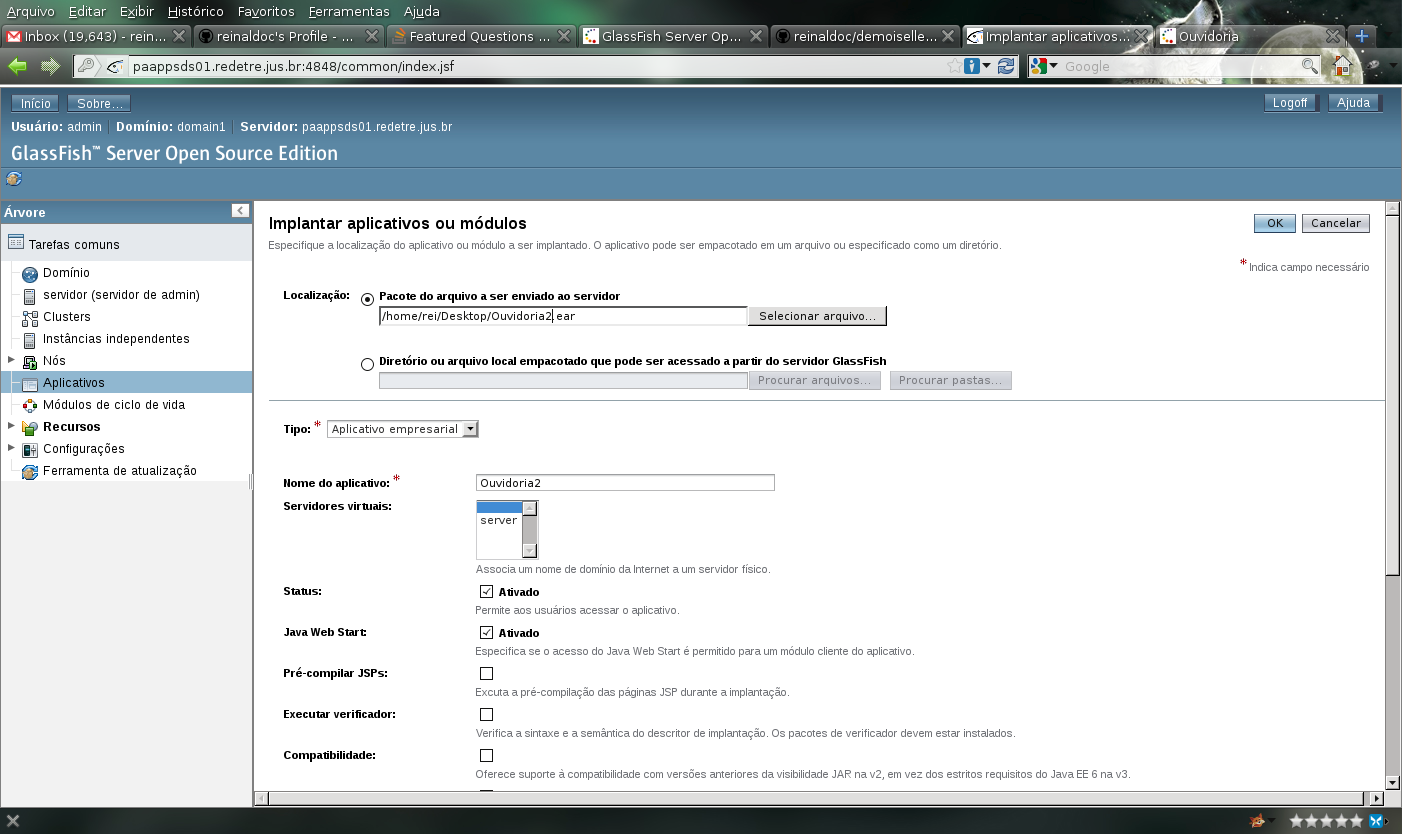 Arquivo Editar Exibir Histórico Favoritos Ferramentas Ajuda
Inbox (19,643) - rein... reinaldoc's Profile - ... Featured Questions ... GlassFish Server Op... reinaldoc/demoiselle... Implantar aplicativos... Ouvidoria
paappsds01.redetre.jus.br:4848/common/index.jsf Google
Início Sobre... Logoff Ajuda
Usuário: admin Domínio: domain1 Servidor: paappsds01.redetre.jus.br
GlassFish™ Server Open Source Edition
Árvore
Tarefas comuns
Domínio
servidor (servidor de admin)
Clusters
Instâncias independentes
Nós
Aplicativos
Módulos de ciclo de vida
Recursos
Configurações
Ferramenta de atualização
Implantar aplicativos ou módulos OK Cancelar
Especifique a localização do aplicativo ou módulo a ser implantado. O aplicativo pode ser empacotado em um arquivo ou especificado como um diretório.
* Indica campo necessário
Localização: Pacote do arquivo a ser enviado ao servidor
/home/rei/Desktop/Ouvidoria2.ear Selecionar arquivo...
Diretório ou arquivo local empacotado que pode ser acessado a partir do servidor GlassFish
Procurar arquivos... Procurar pastas...
Tipo: * Aplicativo empresarial
Nome do aplicativo: * Ouvidoria2
Servidores virtuais:
server
Associa um nome de domínio da Internet a um servidor físico.
Status: Ativado
Permite aos usuários acessar o aplicativo.
Java Web Start: Ativado
Especifica se o acesso do Java Web Start é permitido para um módulo cliente do aplicativo.
Pré-compilar JSPs:
Excuta a pré-compilação das páginas JSP durante a implantação.
Executar verificador:
Verifica a sintaxe e a semântica do descritor de implantação. Os pacotes de verificador devem estar instalados.
Compatibilidade:
Oferece suporte à compatibilidade com versões anteriores da visibilidade JAR na v2, em vez dos estritos requisitos do Java EE 6 na v3.